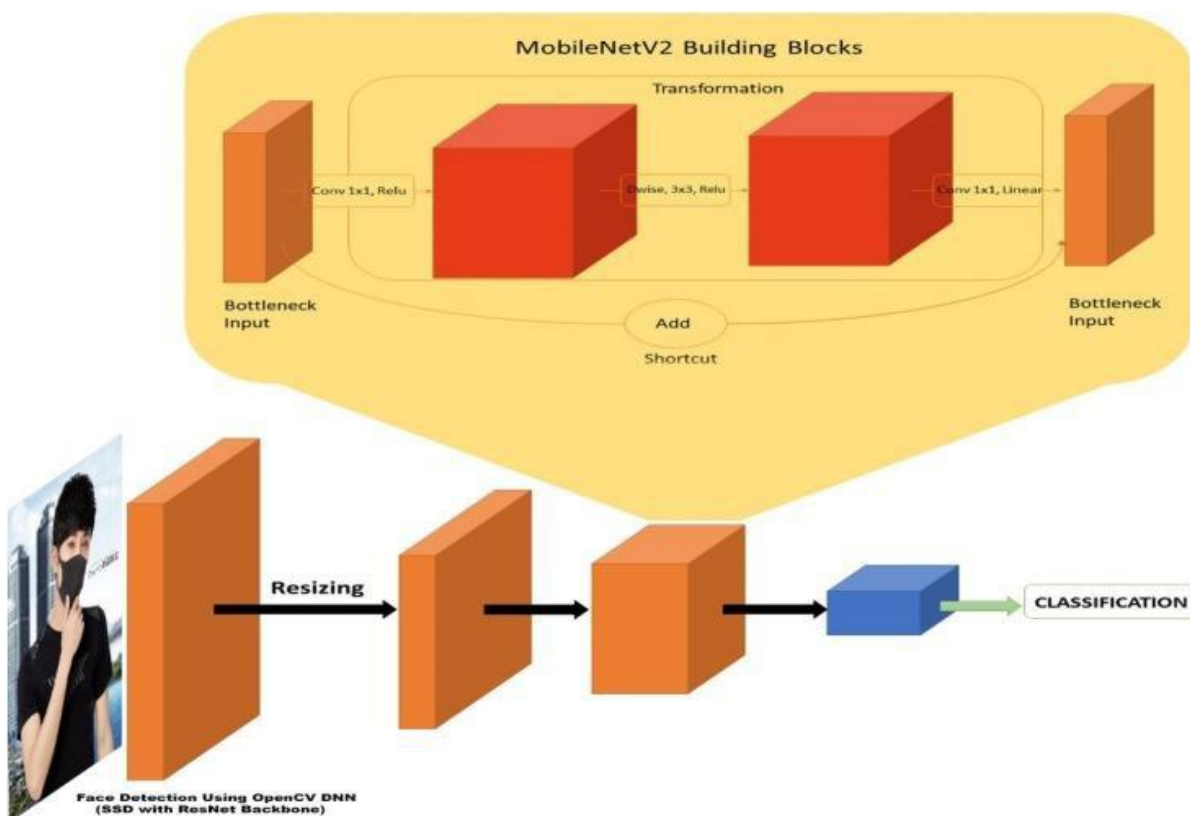 MobileNetV2 Building Blocks
Transformation
Conv 1x1, Relu
Dwise, 3x3, Relu
Conv 1x1, Linear
Bottleneck
Input
Add
Shortcut
Bottleneck
Input
Resizing
CLASSIFICATION
Face Detection Using OpenCV DNN
(SSD with ResNet Backbone)